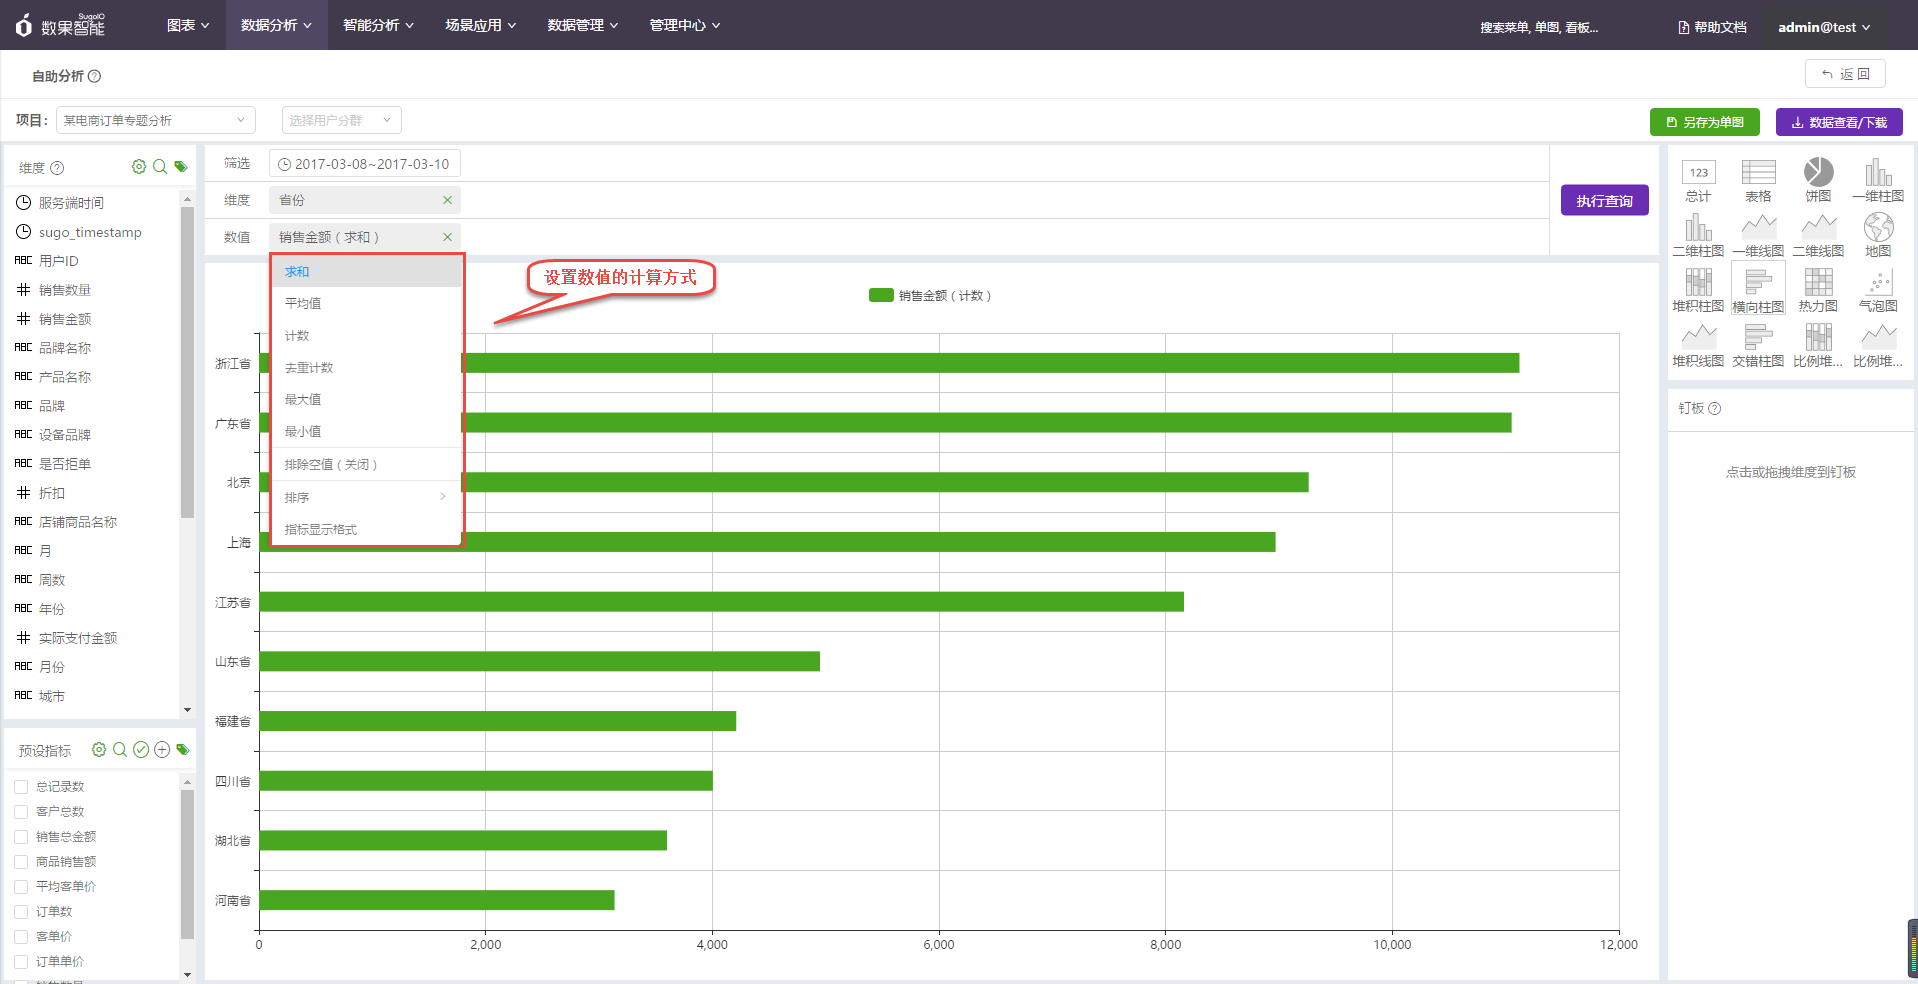 SugoIO
数果智能
图表
数据分析
智能分析
场景应用
数据管理
管理中心
搜索菜单, 单图, 看板...
帮助文档
admin@test
自助分析
返 回
项目：
某电商订单专题分析
选择用户分群
另存为单图
数据查看/下载
维度
服务端时间
sugo_timestamp
ABC 用户ID
销售数量
销售金额
ABC 品牌名称
ABC 产品名称
ABC 品牌
ABC 设备品牌
ABC 是否拒单
折扣
ABC 店铺商品名称
ABC 月
ABC 周数
ABC 年份
实际支付金额
ABC 月份
ABC 城市
预设指标
总记录数
客户总数
销售总金额
商品销售额
平均客单价
订单数
客单价
订单单价
筛选
2017-03-08~2017-03-10
维度
省份
数值
销售金额（求和）
执行查询
求和
平均值
计数
去重计数
最大值
最小值
排除空值（关闭）
排序
指标显示格式
设置数值的计算方式
销售金额（计数）
浙江省
广东省
北京
上海
江苏省
山东省
福建省
四川省
湖北省
河南省
0
2,000
4,000
6,000
8,000
10,000
12,000
123
总计
表格
饼图
一维柱图
二维柱图
一维线图
二维线图
地图
堆积柱图
横向柱图
热力图
气泡图
堆积线图
交错柱图
比例堆...
比例堆...
钉板
点击或拖拽维度到钉板